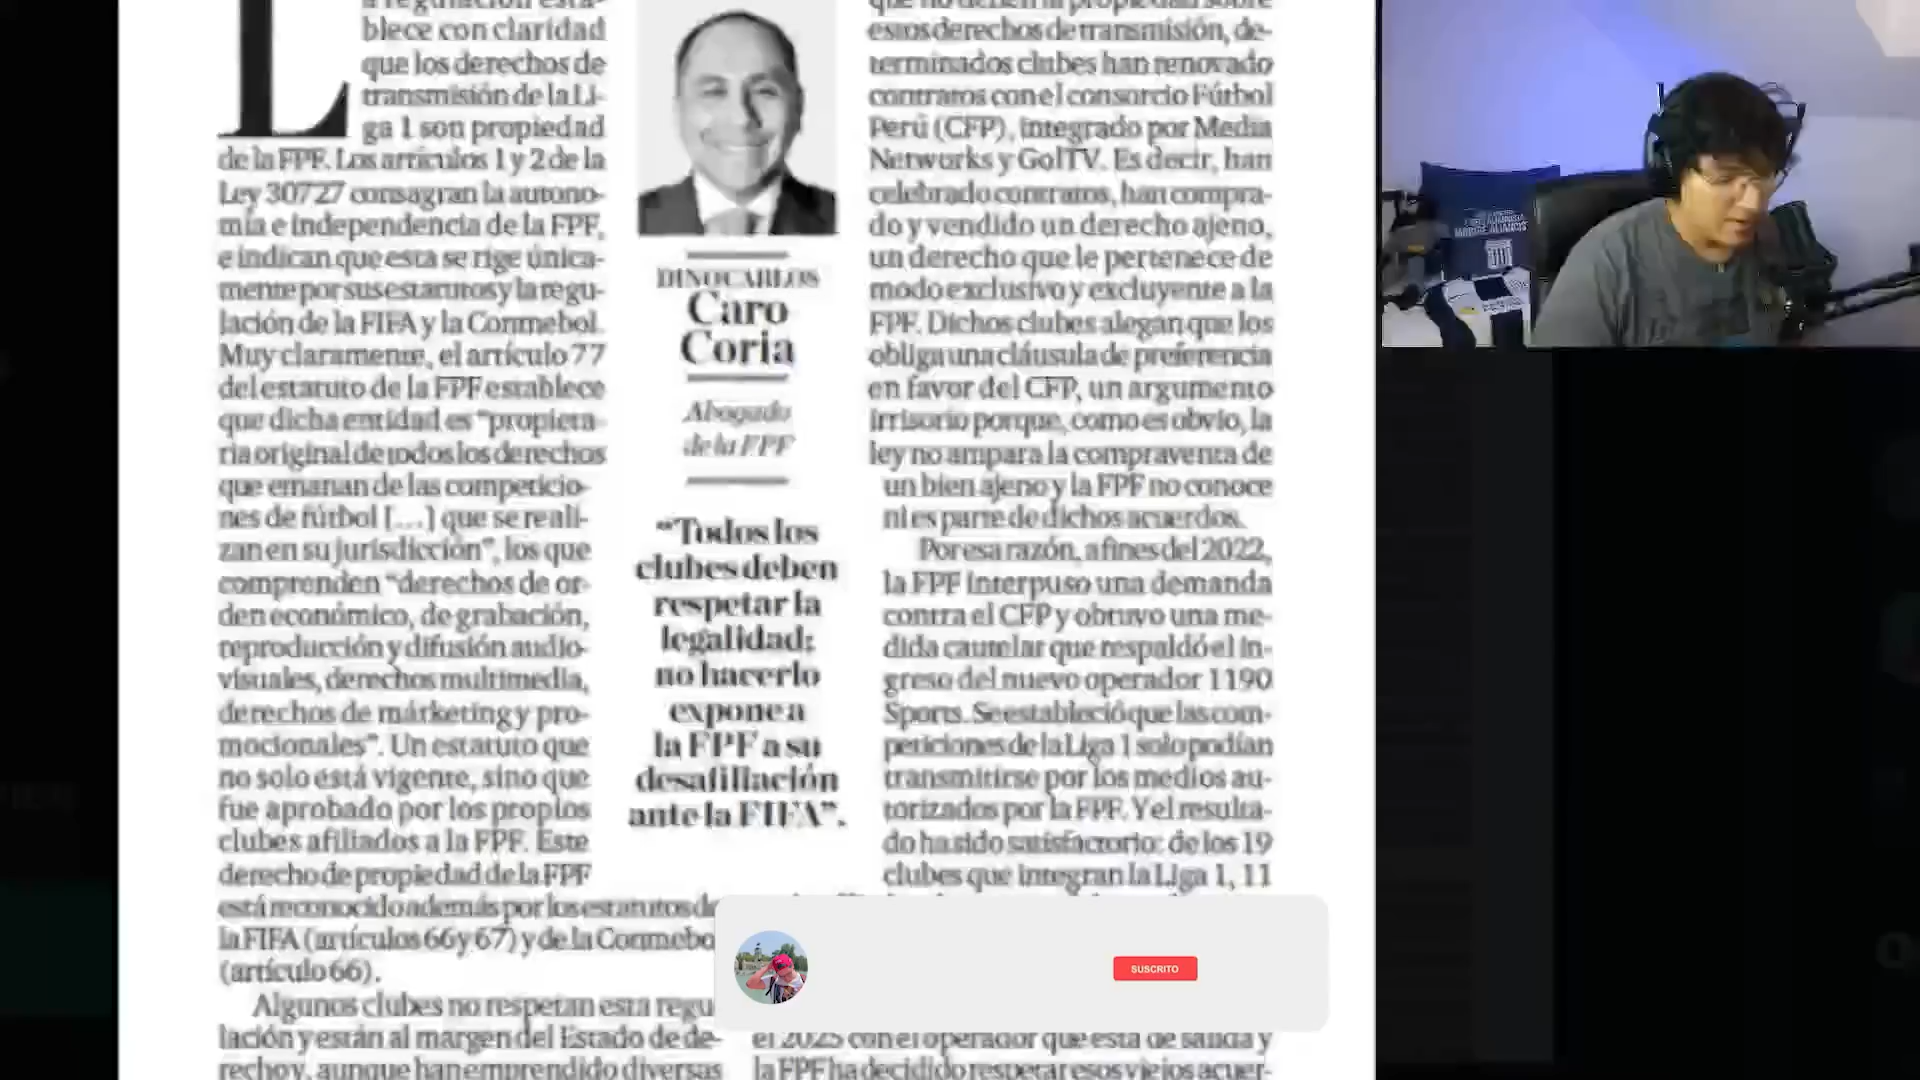 L
a regulación esta-
blece con claridad
que los derechos de
transmisión de la Li-
ga 1 son propiedad
de la FPF. Los artículos 1 y 2 de la
Ley 30727 consagran la autono-
mía e independencia de la FPF,
e indican que esta se rige única-
mente por sus estatutos y la regu-
lación de la FIFA y la Conmebol.
Muy claramente, el artículo 77
del estatuto de la FPF establece
que dicha entidad es “propieta-
ria original de todos los derechos
que emanan de las competicio-
nes de fútbol [...] que se reali-
zan en su jurisdicción”, los que
comprenden “derechos de or-
den económico, de grabación,
reproducción y difusión audio-
visuales, derechos multimedia,
derechos de márketing y pro-
mocionales”. Un estatuto que
no solo está vigente, sino que
fue aprobado por los propios
clubes afiliados a la FPF. Este
derecho de propiedad de la FPF
está reconocido además por los estatutos de
la FIFA (artículos 66 y 67) y de la Conmebo
(artículo 66).
Algunos clubes no respetan esta regu
lación y están al margen del Estado de de-
recho y, aunque han emprendido diversas
DINO CARLOS
Caro
Coria
Abogado
de la FPF
“Todos los
clubes deben
respetar la
legalidad:
no hacerlo
expone a
la FPF a su
desafiliación
ante la FIFA”.
que no tienen la propiedad sobre
estos derechos de transmisión, de-
terminados clubes han renovado
contratos con el consorcio Fútbol
Perú (CFP), integrado por Media
Networks y GolTV. Es decir, han
celebrado contratos, han compra-
do y vendido un derecho ajeno,
un derecho que le pertenece de
modo exclusivo y excluyente a la
FPF. Dichos clubes alegan que los
obliga una cláusula de preferencia
en favor del CFP, un argumento
irrisorio porque, como es obvio, la
ley no ampara la compraventa de
un bien ajeno y la FPF no conoce
ni es parte de dichos acuerdos.
Por esa razón, a fines del 2022,
la FPF interpuso una demanda
contra el CFP y obtuvo una me-
dida cautelar que respaldó el in-
greso del nuevo operador 1190
Sports. Se estableció que las com-
peticiones de la Liga 1 solo podían
transmitirse por los medios au-
torizados por la FPF. Y el resulta-
do ha sido satisfactorio: de los 19
clubes que integran la Liga 1, 11
el 2025 con el operador que está de salida y
la FPF ha decidido respetar esos viejos acuer-
SUSCRITO